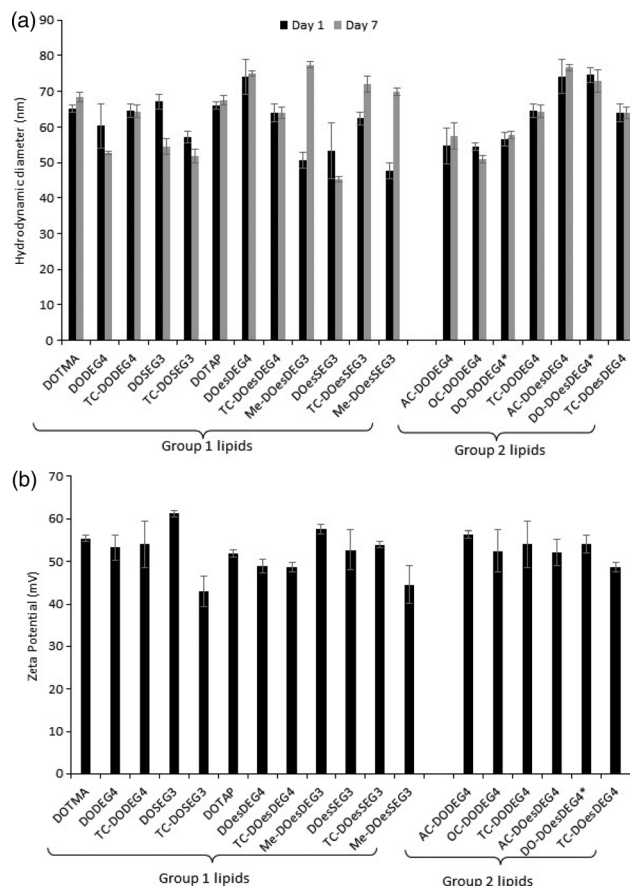 (a)
Day 1 Day 7
Hydrodynamic diameter (nm)
90
80
70
60
50
40
30
20
10
0
DOTMA
DODEG4
TC-DODEG4
DOSEG3
TC-DOSEG3
DOTAP
DOesDEG4
TC-DOesDEG4
Me-DOesDEG3
DOesSEG3
TC-DOesSEG3
Me-DOesSEG3
AC-DODEG4
OC-DODEG4
DO-DODEG4*
TC-DODEG4
AC-DOesDEG4
DO-DOesDEG4*
TC-DOesDEG4
Group 1 lipids
Group 2 lipids
(b)
Zeta Potential (mV)
70
60
50
40
30
20
10
0
DOTMA
DODEG4
TC-DODEG4
DOSEG3
TC-DOSEG3
DOTAP
DOesDEG4
TC-DOesDEG4
Me-DOesDEG3
DOesSEG3
TC-DOesSEG3
Me-DOesSEG3
AC-DODEG4
OC-DODEG4
TC-DODEG4
AC-DOesDEG4
DO-DOesDEG4*
TC-DOesDEG4
Group 1 lipids
Group 2 lipids